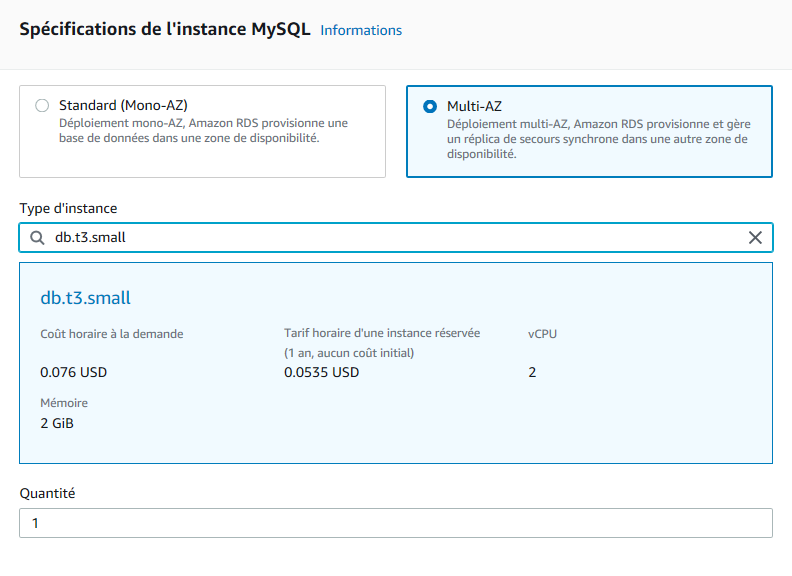 Spécifications de l'instance MySQL Informations
Standard (Mono-AZ)
Déploiement mono-AZ, Amazon RDS provisionne une
base de données dans une zone de disponibilité.
Multi-AZ
Déploiement multi-AZ, Amazon RDS provisionne et gère
un réplica de secours synchrone dans une autre zone de
disponibilité.
Type d'instance
db.t3.small
db.t3.small
Coût horaire à la demande
0.076 USD
Tarif horaire d'une instance réservée
(1 an, aucun coût initial)
0.0535 USD
vCPU
2
Mémoire
2 GiB
Quantité
1